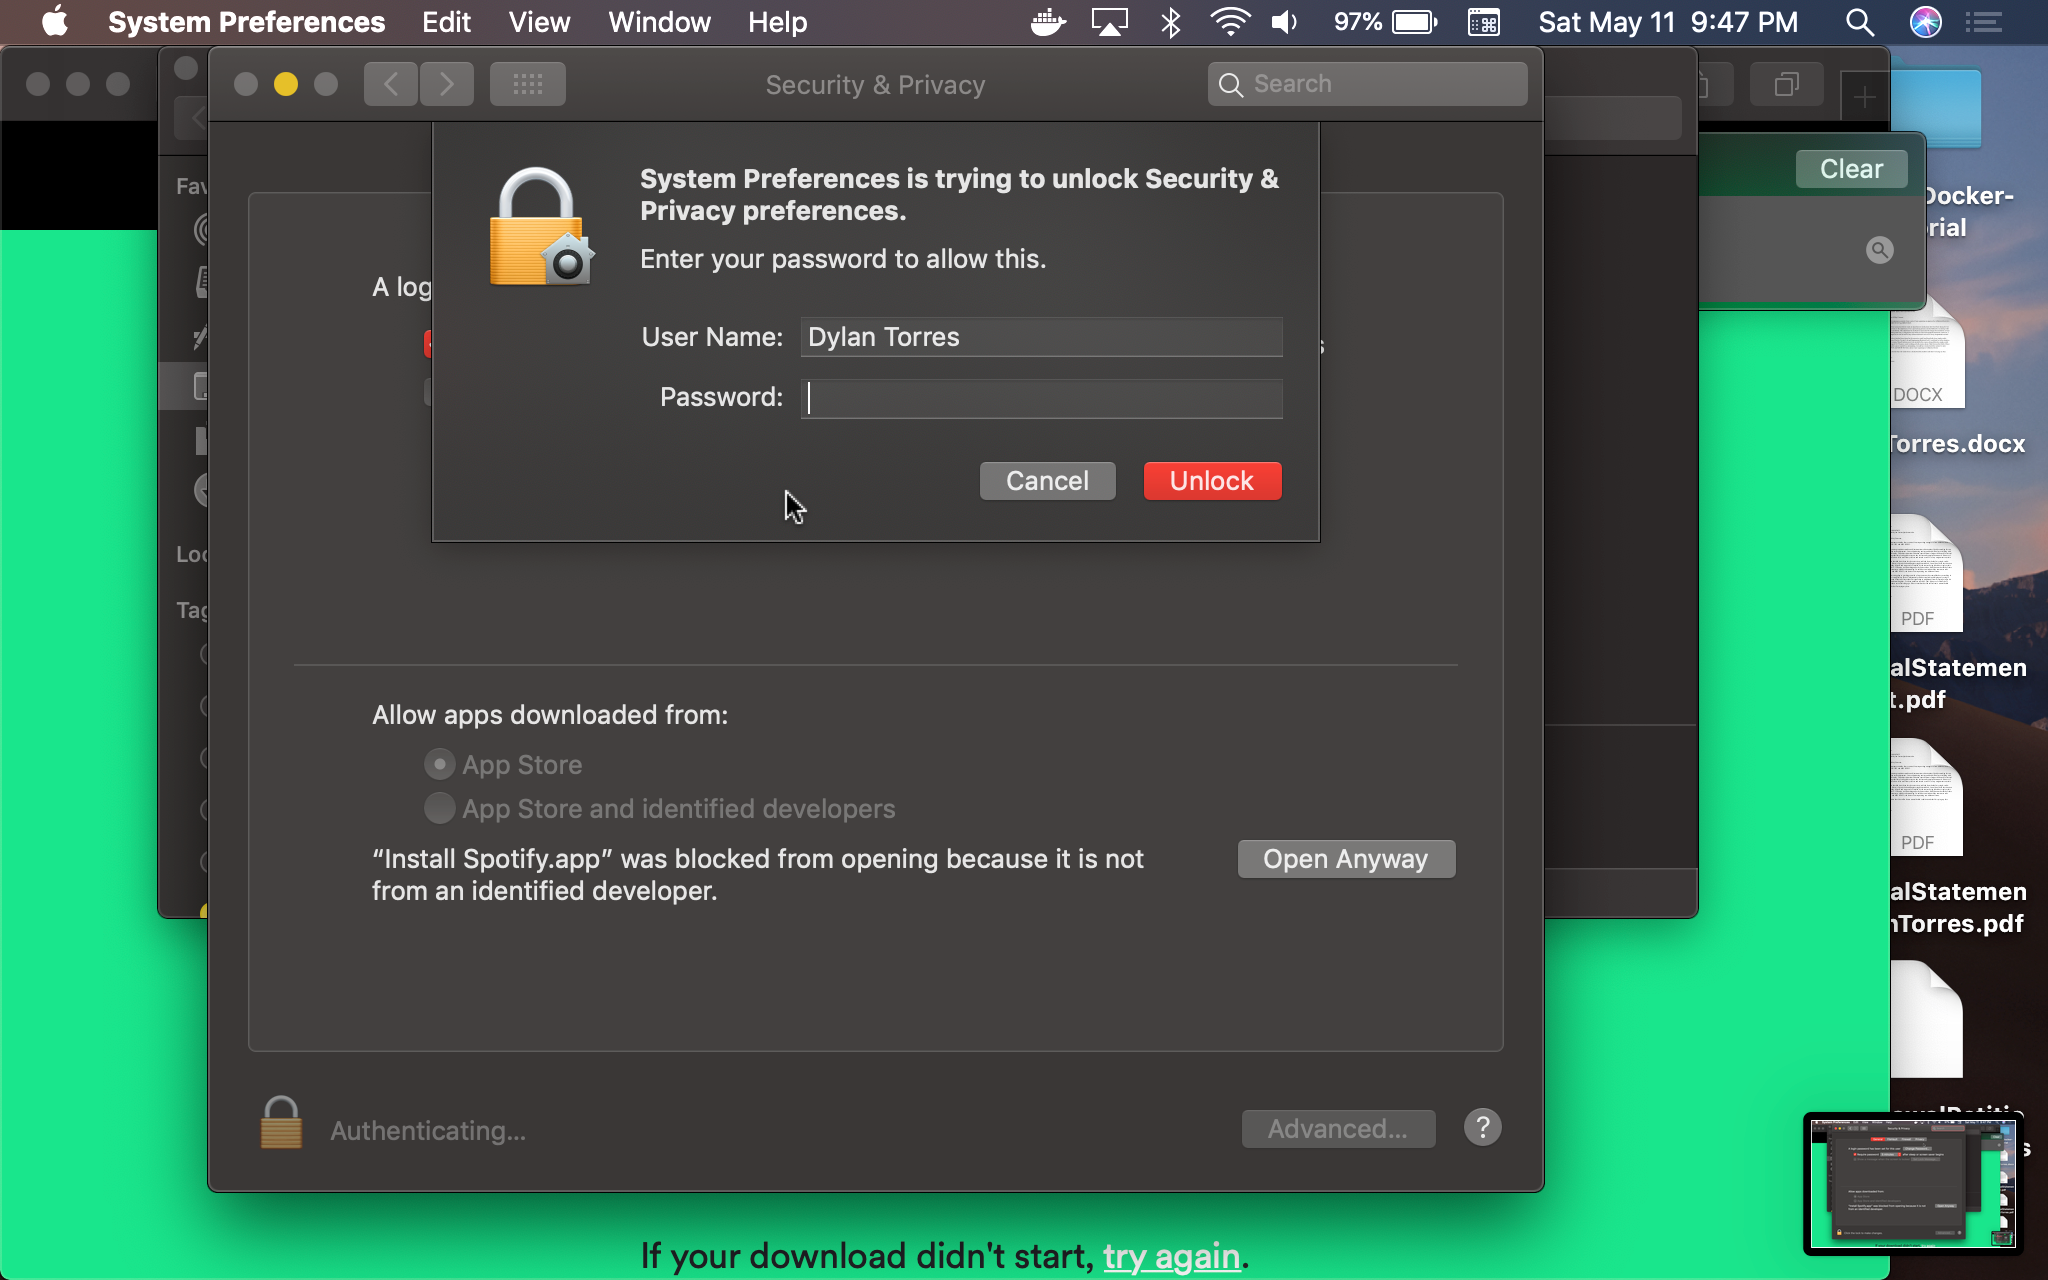 System Preferences Edit View Window Help 97% Sat May 11 9:47 PM
Security & Privacy
Search
Clear
System Preferences is trying to unlock Security &
Privacy preferences.
Enter your password to allow this.
User Name: Dylan Torres
Password:
Cancel
Unlock
Fav
A log
s
Loc
Tag
Allow apps downloaded from:
App Store
App Store and identified developers
“Install Spotify.app” was blocked from opening because it is not
from an identified developer.
Open Anyway
Authenticating...
Advanced...
?
If your download didn't start, try again.
Docker-
rial
DOCX
Torres.docx
PDF
alStatemen
t.pdf
PDF
alStatemen
nTorres.pdf